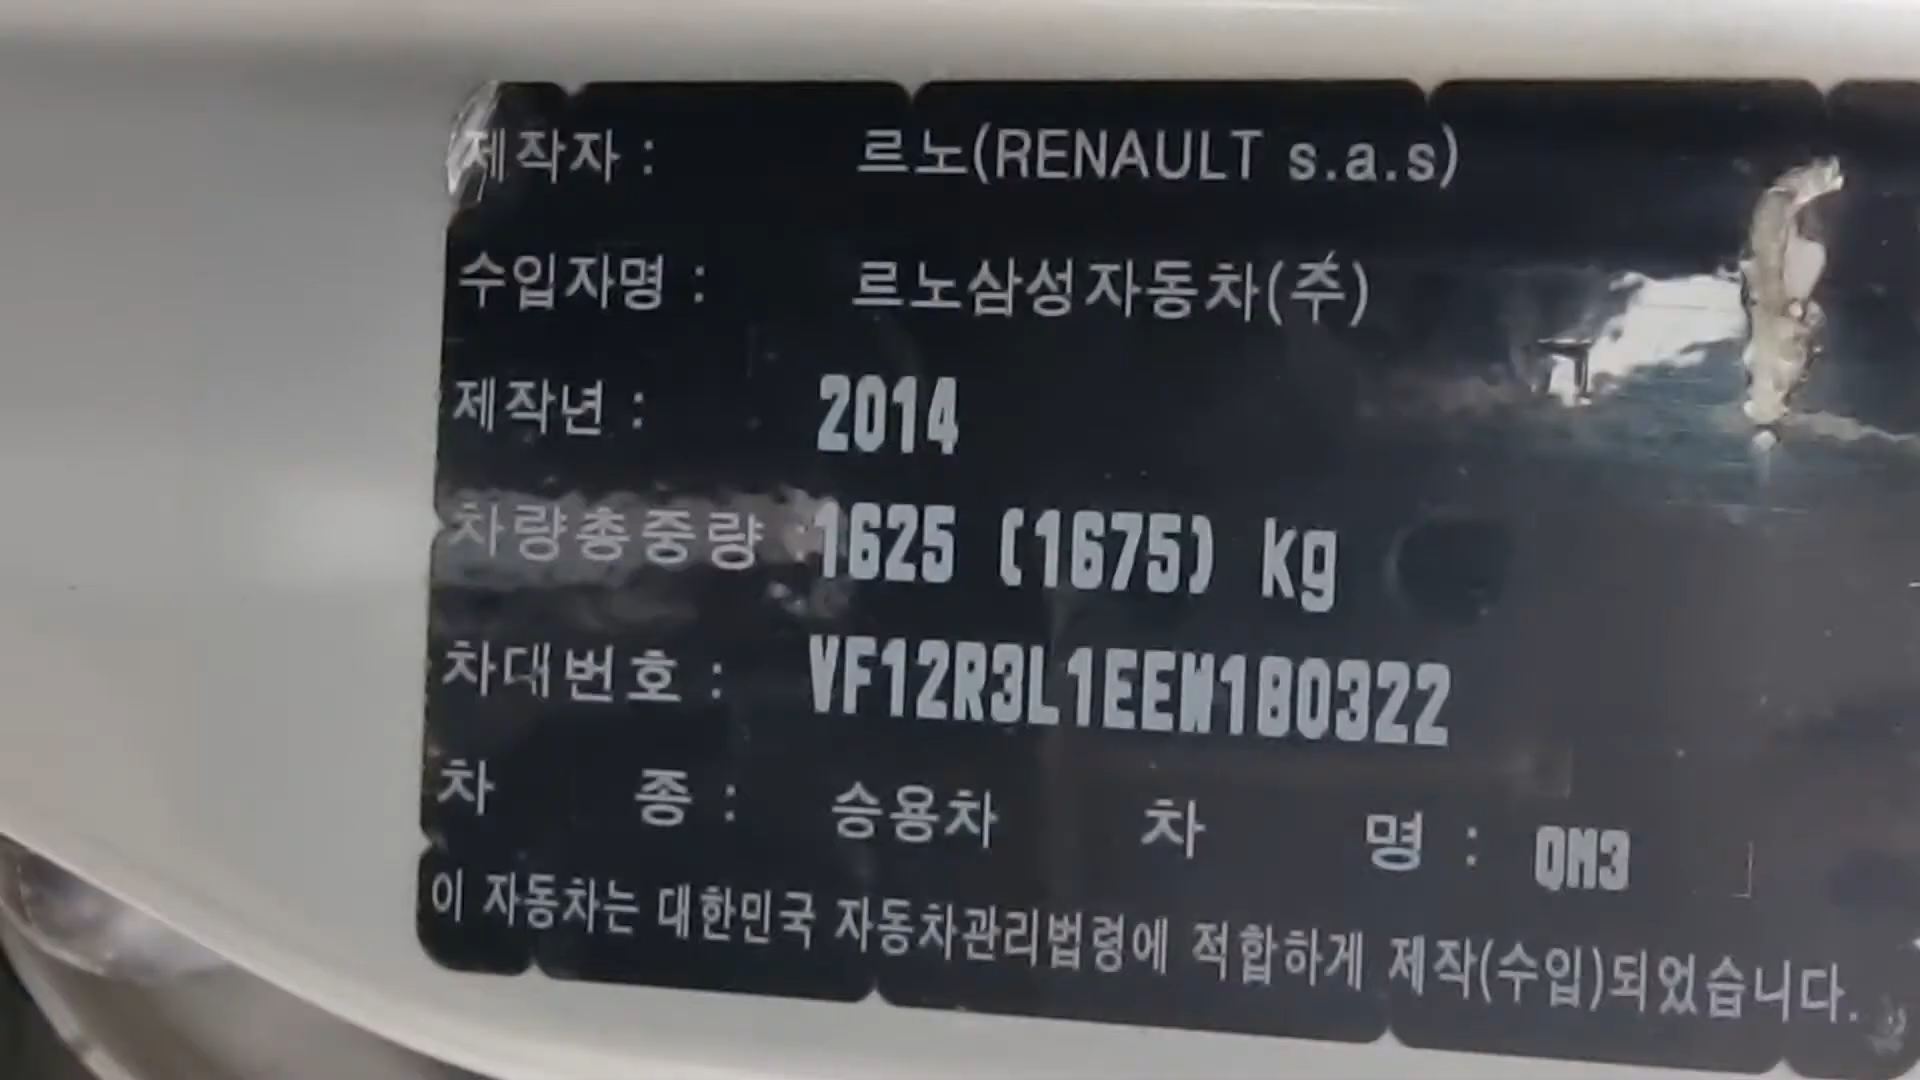 제작자 : 르노(RENAULT s.a.s)
수입자명 : 르노삼성자동차(주)
제작년 : 2014
차량총중량 : 1625 (1675) kg
차대번호 : VF12R3L1EEW180322
차 종 : 승용차 차 명 : QM3
이 자동차는 대한민국 자동차관리법령에 적합하게 제작(수입)되었습니다.